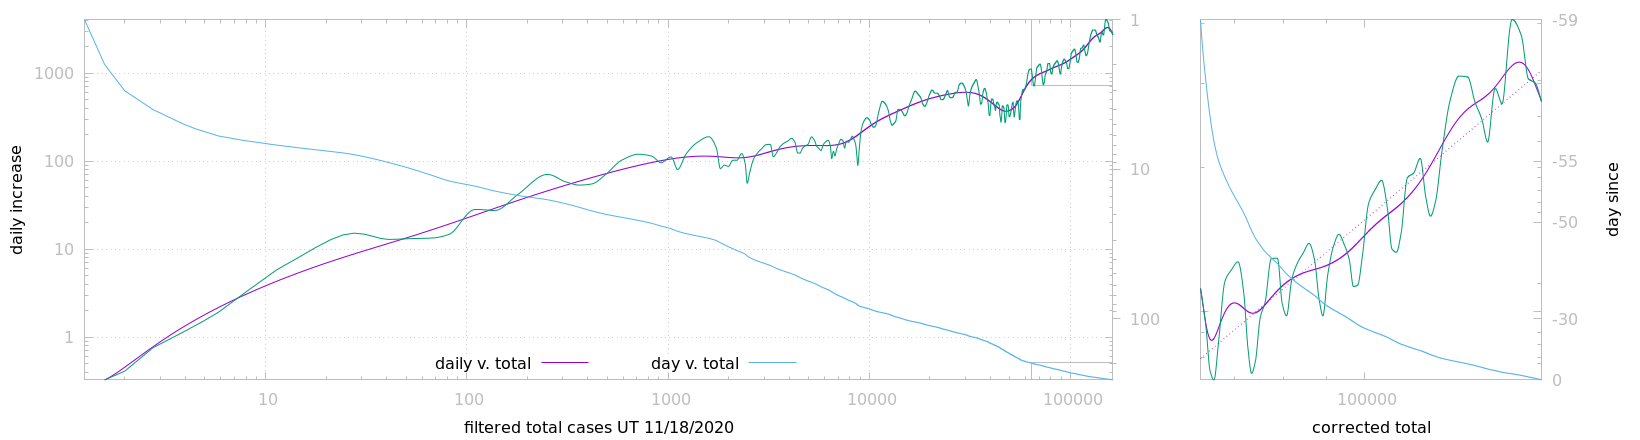 1 -59
1000
100 10 -55
-50
10
100 -30
1
daily v. total day v. total
0
10 100 1000 10000 100000 100000
filtered total cases UT 11/18/2020 corrected total
daily increase
day since